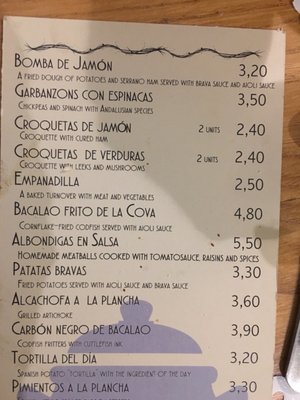 Bomba de Jamón 3,20
A fried dough of potatoes and serrano ham served with brava sauce and aioli sauce
Garbanzons con espinacas 3,50
Chickpeas and spinach with Andalusian species
Croquetas de jamón 2 units 2,40
Croquette with cured ham
Croquetas de verduras 2 units 2,40
Croquette with leeks and mushrooms
Empanadilla 2,50
A baked turnover with meat and vegetables
Bacalao frito de la Cova 4,80
Cornflake-fried codfish served with aioli sauce
Albondigas en Salsa 5,50
Homemade meatballs cooked with tomatosauce, raisins and spices
Patatas bravas 3,30
Fried potatoes served with aioli sauce and brava sauce
Alcachofa a la plancha 3,60
Grilled artichoke
Carbón negro de bacalao 3,90
Codfish fritters with cuttlefish ink
Tortilla del día 3,20
Spanish potato "tortilla" with the ingredient of the day
Pimientos a la plancha 3,30